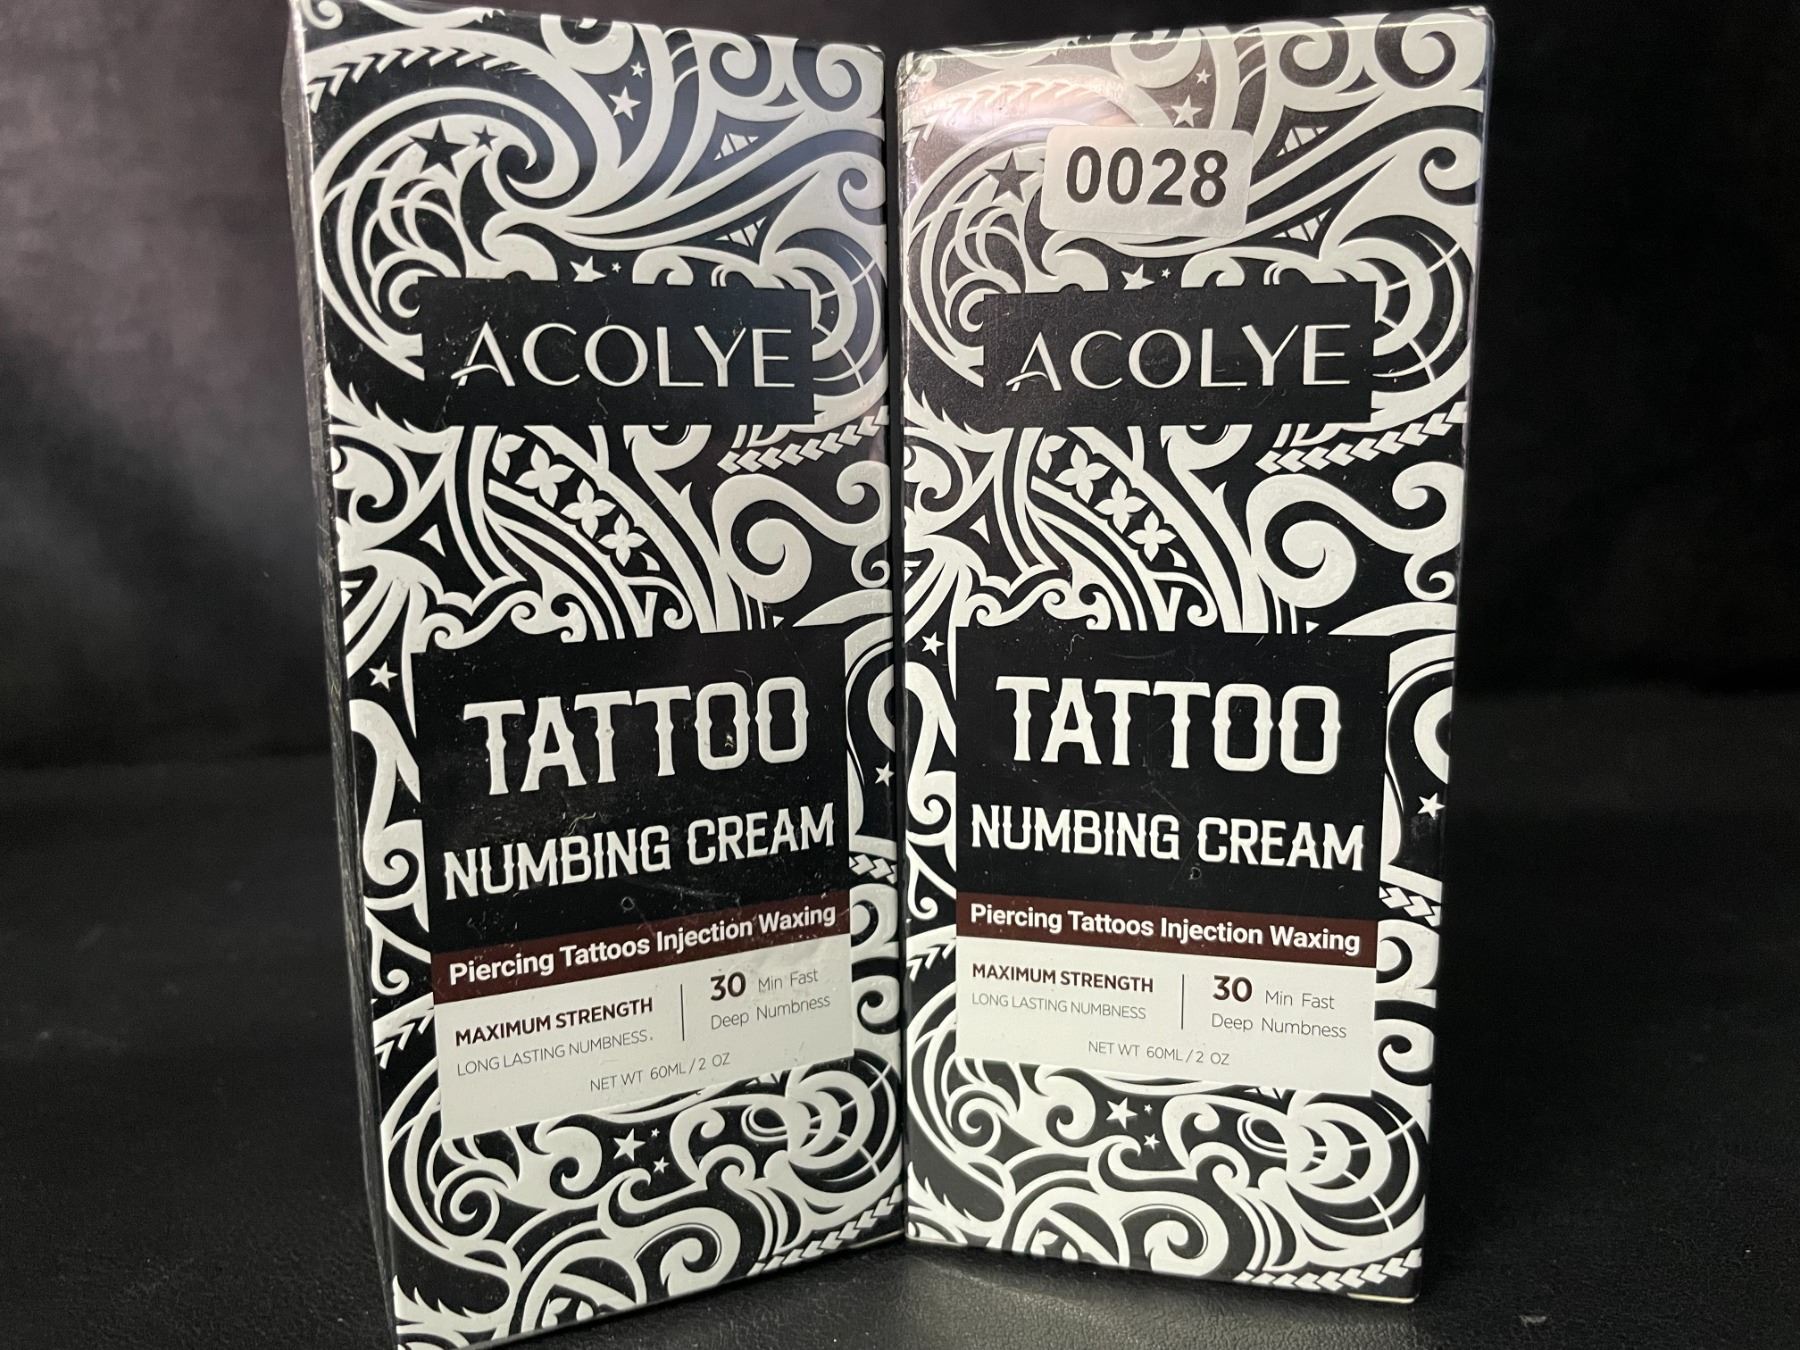 ACOLYE
TATTOO
NUMBING CREAM
Piercing Tattoos Injection Waxing
MAXIMUM STRENGTH
LONG LASTING NUMBNESS.
30 Min Fast
Deep Numbness
NET WT 60ML / 2 OZ
0028
ACOLYE
TATTOO
NUMBING CREAM
Piercing Tattoos Injection Waxing
MAXIMUM STRENGTH
LONG LASTING NUMBNESS
30 Min Fast
Deep Numbness
NET WT 60ML / 2 OZ